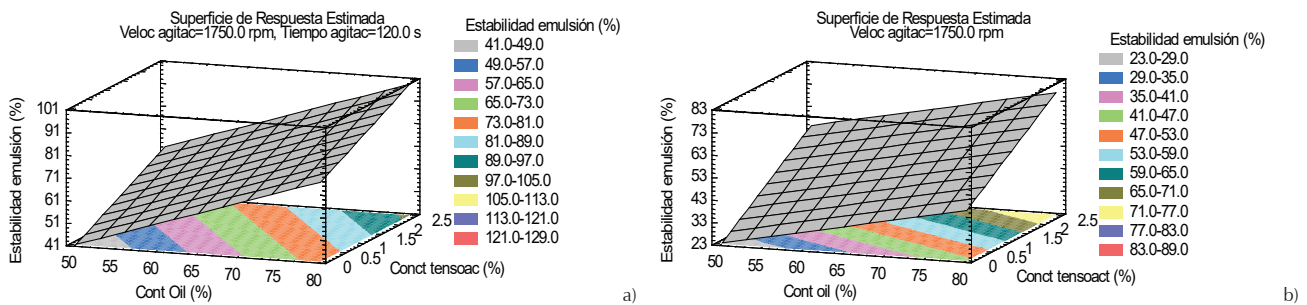 Superficie de Respuesta Estimada
Veloc agitac=1750.0 rpm, Tiempo agitac=120.0 s
Estabilidad emulsión (%)
41.0-49.0
49.0-57.0
57.0-65.0
65.0-73.0
73.0-81.0
81.0-89.0
89.0-97.0
97.0-105.0
105.0-113.0
113.0-121.0
121.0-129.0
Estabilidad emulsión (%)
101
91
81
71
61
51
41
50 55 60 65 70 75 80
Cont Oil (%)
0 0.5 1 1.5 2 2.5
Conct tensoac (%)
a)
Superficie de Respuesta Estimada
Veloc agitac=1750.0 rpm
Estabilidad emulsión (%)
23.0-29.0
29.0-35.0
35.0-41.0
41.0-47.0
47.0-53.0
53.0-59.0
59.0-65.0
65.0-71.0
71.0-77.0
77.0-83.0
83.0-89.0
Estabilidad emulsión (%)
83
73
63
53
43
33
23
50 55 60 65 70 75 80
Cont oil (%)
0 0.5 1 1.5 2 2.5
Conct tensoact (%)
b)